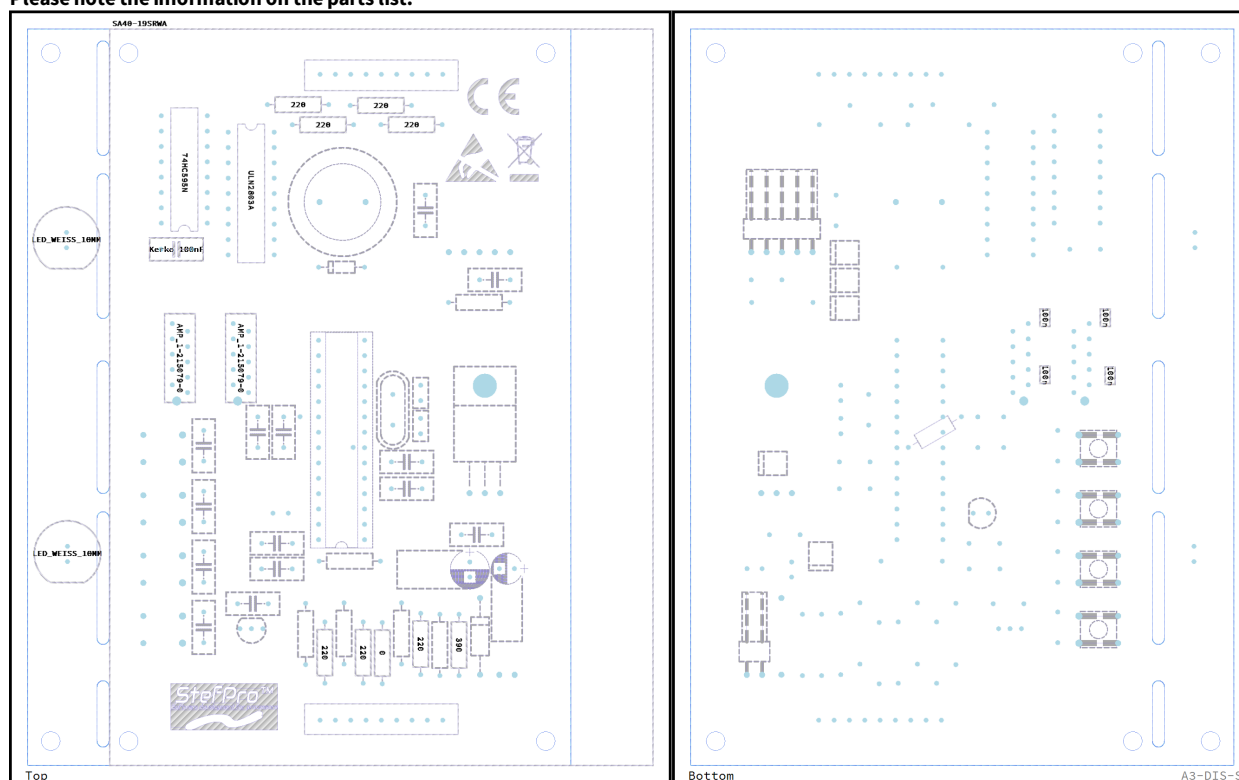 Please note the information on the parts list.
SA40-19SRWA
220
220
220
220
74HC595N
ULN2803A
LED_WEISS_10MM
Kerko 100nF
AMP_1-215079-0
AMP_1-215079-0
LED_WEISS_10MM
220
220
0
220
390
StefPro™
Top
100n
100n
100n
100n
Bottom
A3-DIS-S